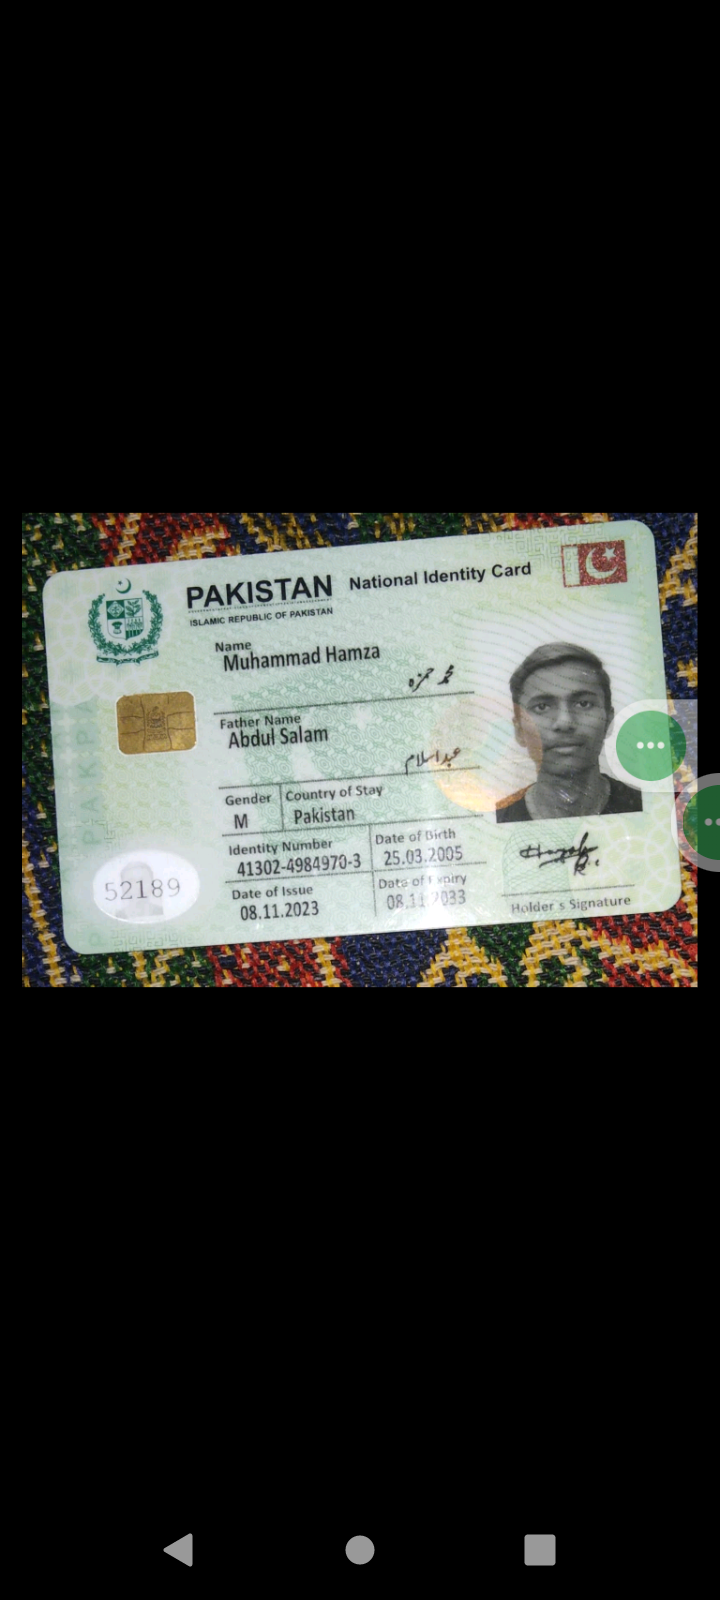 PAKISTAN National Identity Card
ISLAMIC REPUBLIC OF PAKISTAN
Name
Muhammad Hamza
محمد حمزہ
Father Name
Abdul Salam
عبدالسلام
Gender Country of Stay
M Pakistan
Identity Number Date of Birth
41302-4984970-3 25.03.2005
Date of Issue Date of Expiry
08.11.2023 08.11.2033
52189
Holder's Signature